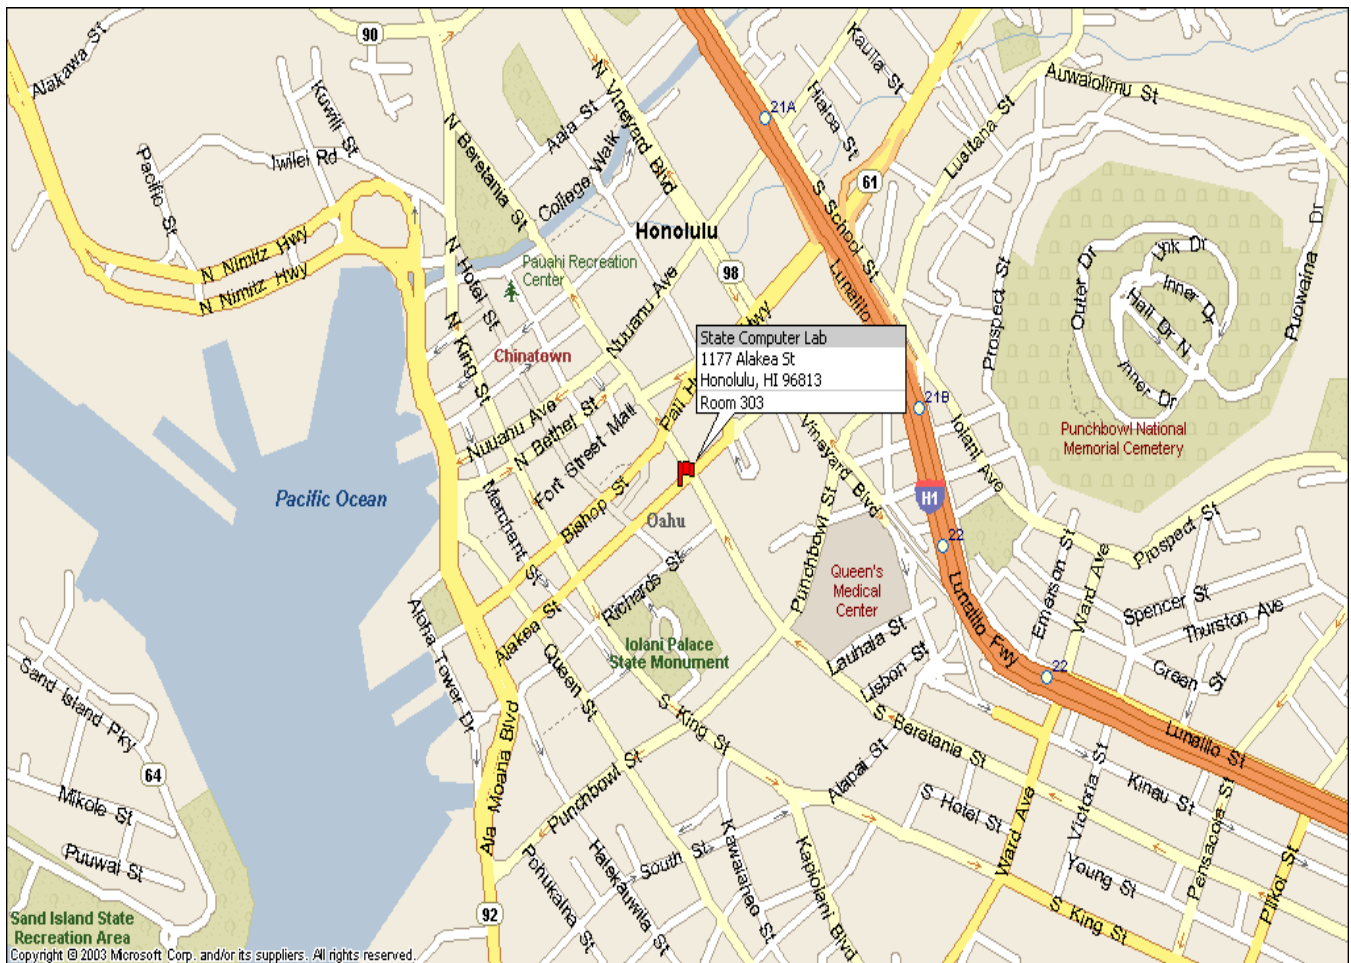 90
Alakawa St
Kuwili St
Pacific St
Iwilei Rd
N Beretania St
Aala St
College Walk
N Vineyard Blvd
21A
Kauila St
Hialoa St
Auwaiolimu St
Lusitana St
61
S School St
Honolulu
98
N Nimitz Hwy
N Nimitz Hwy
N Hotel St
Pauahi Recreation
Center
Nuuanu Ave
Lunalilo
Prospect St
Outer Dr
Link Dr
Inner Dr
Hall Dr N
Inner Dr
Puowaina Dr
N King St
Chinatown
Pali Hwy
State Computer Lab
1177 Alakea St
Honolulu, HI 96813
Room 303
21B
Iolani Ave
Punchbowl National
Memorial Cemetery
Nuuanu Ave
N Bethel St
Fort Street Mall
Vineyard Blvd
Pacific Ocean
Merchant St
Bishop St
Oahu
H1
Punchbowl St
22
Prospect St
Queen's
Medical
Center
Emerson St
Ward Ave
Spencer St
Thurston Ave
Green St
Lunalilo Fwy
22
Aloha Tower Dr
Alakea St
Richards St
Iolani Palace
State Monument
Queen St
Lauhala St
Lisbon St
Sand Island Pky
64
Ala Moana Blvd
S King St
S Beretania St
Lunalilo St
Mikole St
Puuwai St
Punchbowl St
Alapai St
S Hotel St
Ward Ave
Victoria St
Kinau St
Pensacola St
Piikoi St
Young St
Pohukaina St
Halekauwila St
South St
Kawaiahao St
Kapiolani Blvd
S King St
92
Sand Island State
Recreation Area
Copyright © 2003 Microsoft Corp. and/or its suppliers. All rights reserved.